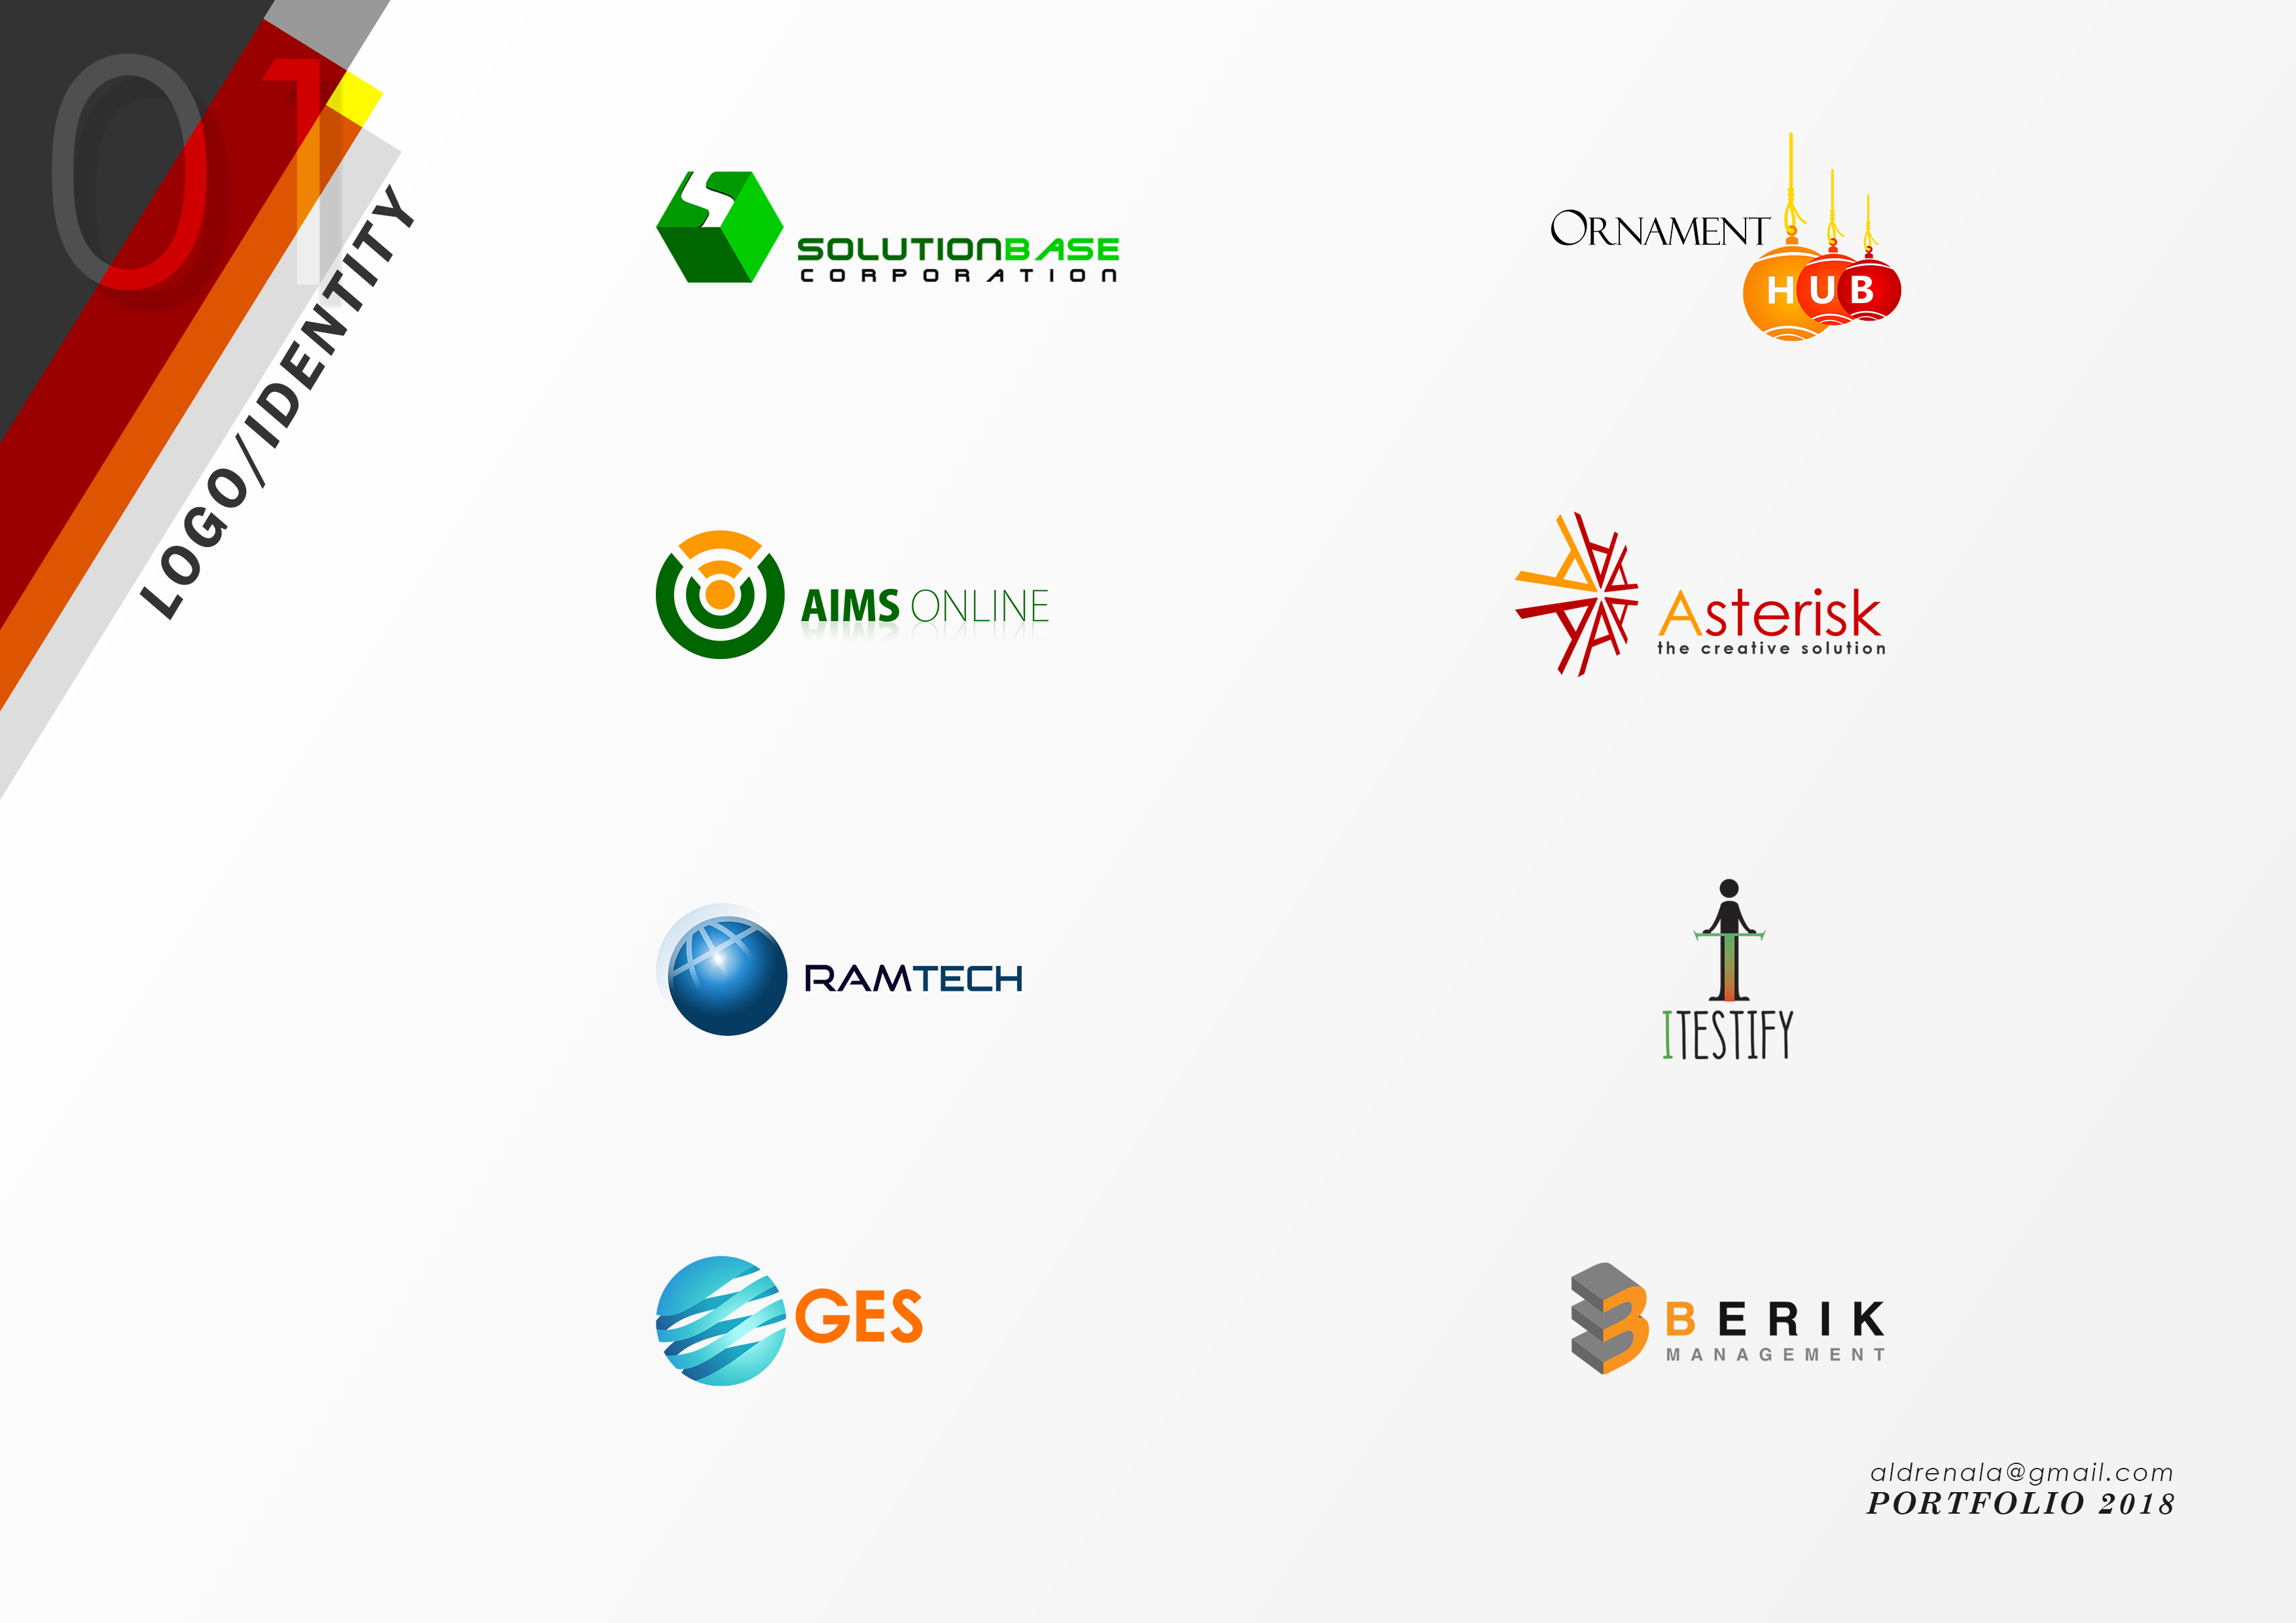 01
LOGO/IDENTITY
SOLUTIONBASE
CORPORATION
ORNAMENT
HUB
AIMS ONLINE
Asterisk
the creative solution
RAMTECH
ITESTIFY
GES
BERIK
MANAGEMENT
aldrenala@gmail.com
PORTFOLIO 2018